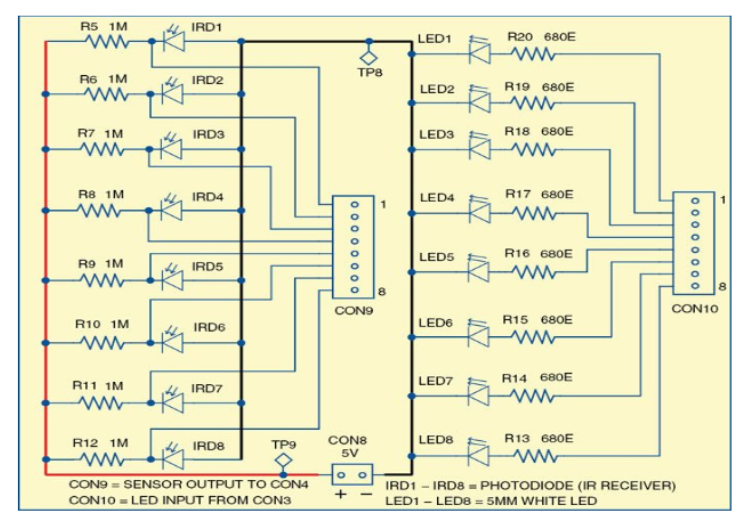 R5 1M IRD1
R6 1M IRD2
R7 1M IRD3
R8 1M IRD4
R9 1M IRD5
R10 1M IRD6
R11 1M IRD7
R12 1M IRD8
TP8
TP9
1
8
CON9
CON8
5V
+ −
LED1 R20 680E
LED2 R19 680E
LED3 R18 680E
LED4 R17 680E
LED5 R16 680E
LED6 R15 680E
LED7 R14 680E
LED8 R13 680E
1
8
CON10
CON9 = SENSOR OUTPUT TO CON4
CON10 = LED INPUT FROM CON3
IRD1 – IRD8 = PHOTODIODE (IR RECEIVER)
LED1 – LED8 = 5MM WHITE LED